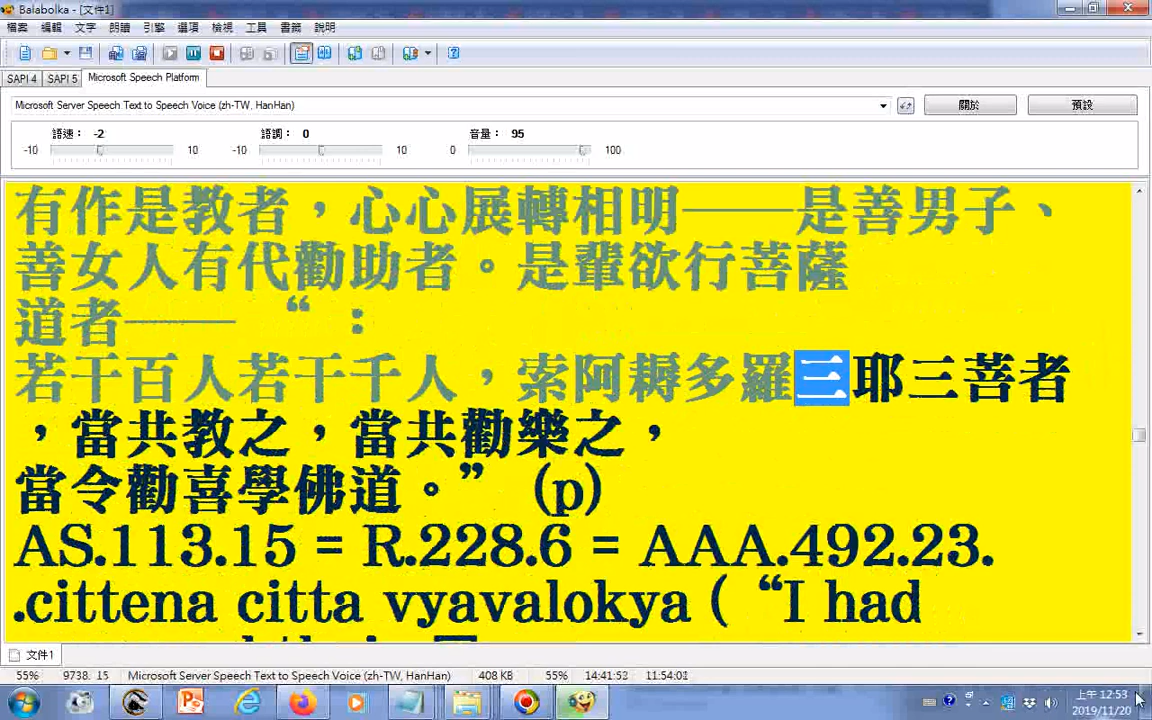 Balabolka - [文件1]
檔案 編輯 文字 朗讀 引擎 選項 檢視 工具 書籤 說明
SAPI 4 SAPI 5 Microsoft Speech Platform
Microsoft Server Speech Text to Speech Voice (zh-TW, HanHan)
關於
預設
語速： -2 語調： 0 音量： 95
-10 10 -10 10 0 100
有作是教者，心心展轉相明——是善男子、
善女人有代勸助者。是輩欲行菩薩
道者—— “：
若干百人若干千人，索阿耨多羅三耶三菩者
，當共教之，當共勸樂之，
當令勸喜學佛道。” (p)
AS.113.15 = R.228.6 = AAA.492.23.
.cittena citta vyavalokya (“I had
文件1
55% 9738. 15 Microsoft Server Speech Text to Speech Voice (zh-TW, HanHan) 408 KB 55% 14:41:52 11:54:02
上午 12:53
2019/11/20